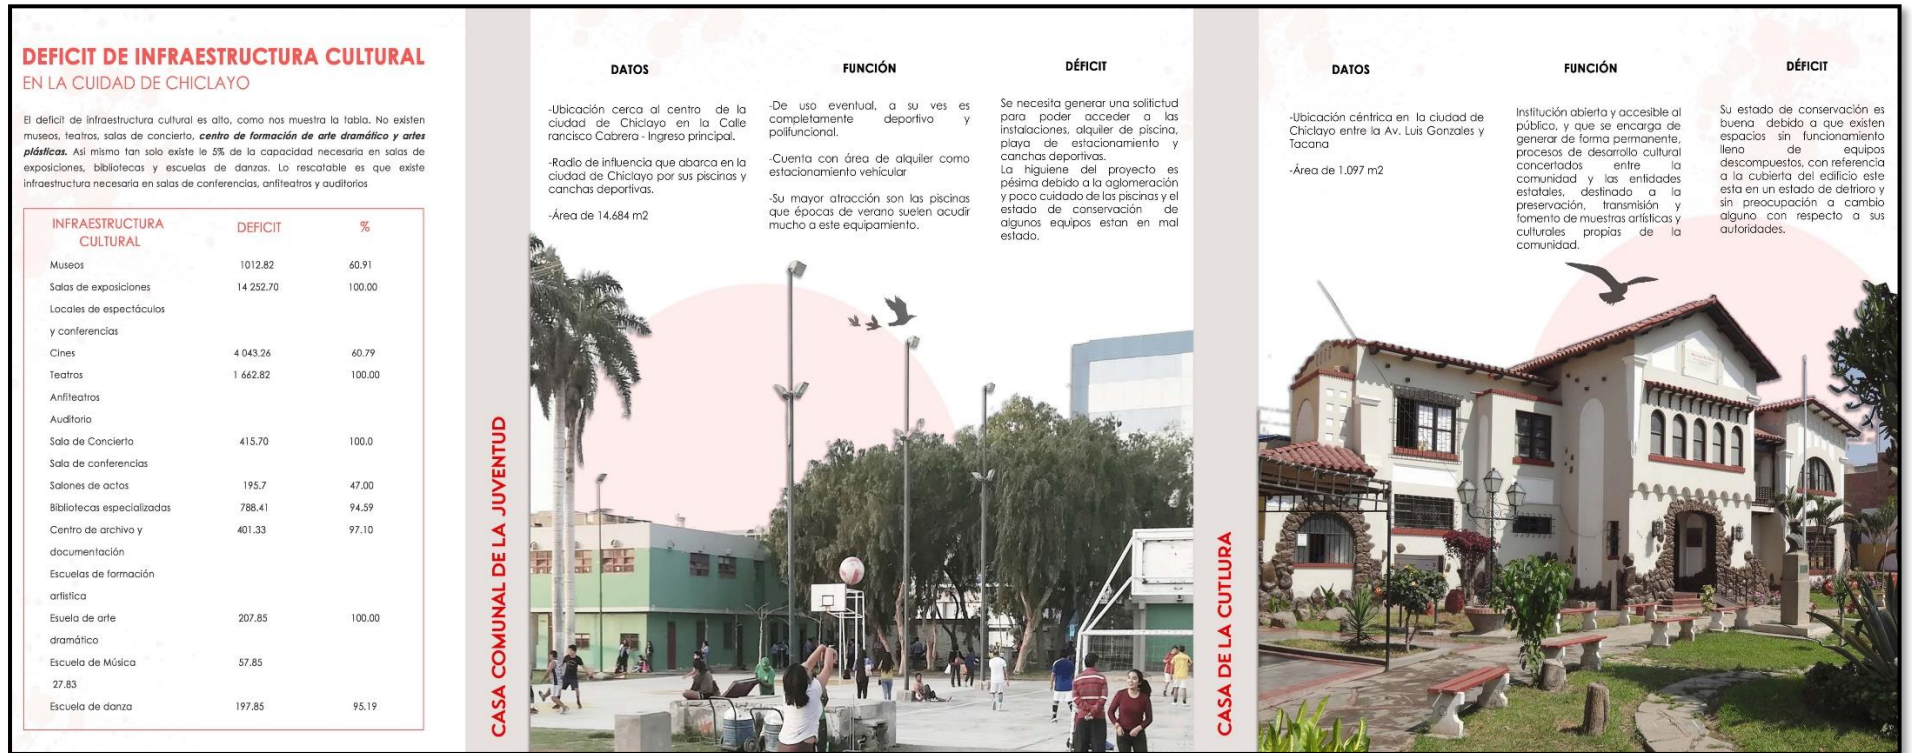 DEFICIT DE INFRAESTRUCTURA CULTURAL
EN LA CUIDAD DE CHICLAYO
El deficit de infraestructura cultural es alto, como nos muestra la tabla. No existen
museos, teatros, salas de concierto, centro de formación de arte dramático y artes
plásticas. Asi mismo tan solo existe le 5% de la capacidad necesaria en salas de
exposiciones, bibliotecas y escuelas de danzas. Lo rescatable es que existe
infraestructura necesaria en salas de conferencias, anfiteatros y auditorios
INFRAESTRUCTURA DEFICIT %
CULTURAL
Museos 1012.82 60.91
Salas de exposiciones 14 252.70 100.00
Locales de espectáculos
y conferencias
Cines 4 043.26 60.79
Teatros 1 662.82 100.00
Anfiteatros
Auditorio
Sala de Concierto 415.70 100.0
Sala de conferencias
Salones de actos 195.7 47.00
Bibliotecas especializadas 788.41 94.59
Centro de archivo y 401.33 97.10
documentación
Escuelas de formación
artistica
Esuela de arte 207.85 100.00
dramático
Escuela de Música 57.85
27.83
Escuela de danza 197.85 95.19
CASA COMUNAL DE LA JUVENTUD
DATOS
-Ubicación cerca al centro de la
ciudad de Chiclayo en la Calle
rancisco Cabrera - Ingreso principal.
-Radio de influencia que abarca en la
ciudad de Chiclayo por sus piscinas y
canchas deportivas.
-Área de 14.684 m2
FUNCIÓN
-De uso eventual, a su ves es
completamente deportivo y
polifuncional.
-Cuenta con área de alquiler como
estacionamiento vehícular
-Su mayor atracción son las piscinas
que épocas de verano suelen acudir
mucho a este equipamiento.
DÉFICIT
Se necesita generar una solifictud
para poder acceder a las
instalaciones, alquiler de piscina,
playa de estacionamiento y
canchas deportivas.
La higuiene del proyecto es
pésima debido a la aglomeración
y poco cuidado de las piscinas y el
estado de conservación de
algunos equipos estan en mal
estado.
CASA DE LA CUTLURA
DATOS
-Ubicación céntrica en la ciudad de
Chiclayo entre la Av. Luis Gonzales y
Tacana
-Área de 1.097 m2
FUNCIÓN
Institución abierta y accesible al
público, y que se encarga de
generar de forma permanente,
procesos de desarrollo cultural
concertados entre la
comunidad y las entidades
estatales, destinado a la
preservación, transmisión y
fomento de muestras artísticas y
culturales propias de la
comunidad.
DÉFICIT
Su estado de conservación es
buena debido a que existen
espacios sin funcionamiento
lleno de equipos
descompuestos, con referencia
a la cubierta del edificio este
esta en un estado de detrioro y
sin preocupación a cambio
alguno con respecto a sus
autoridades.